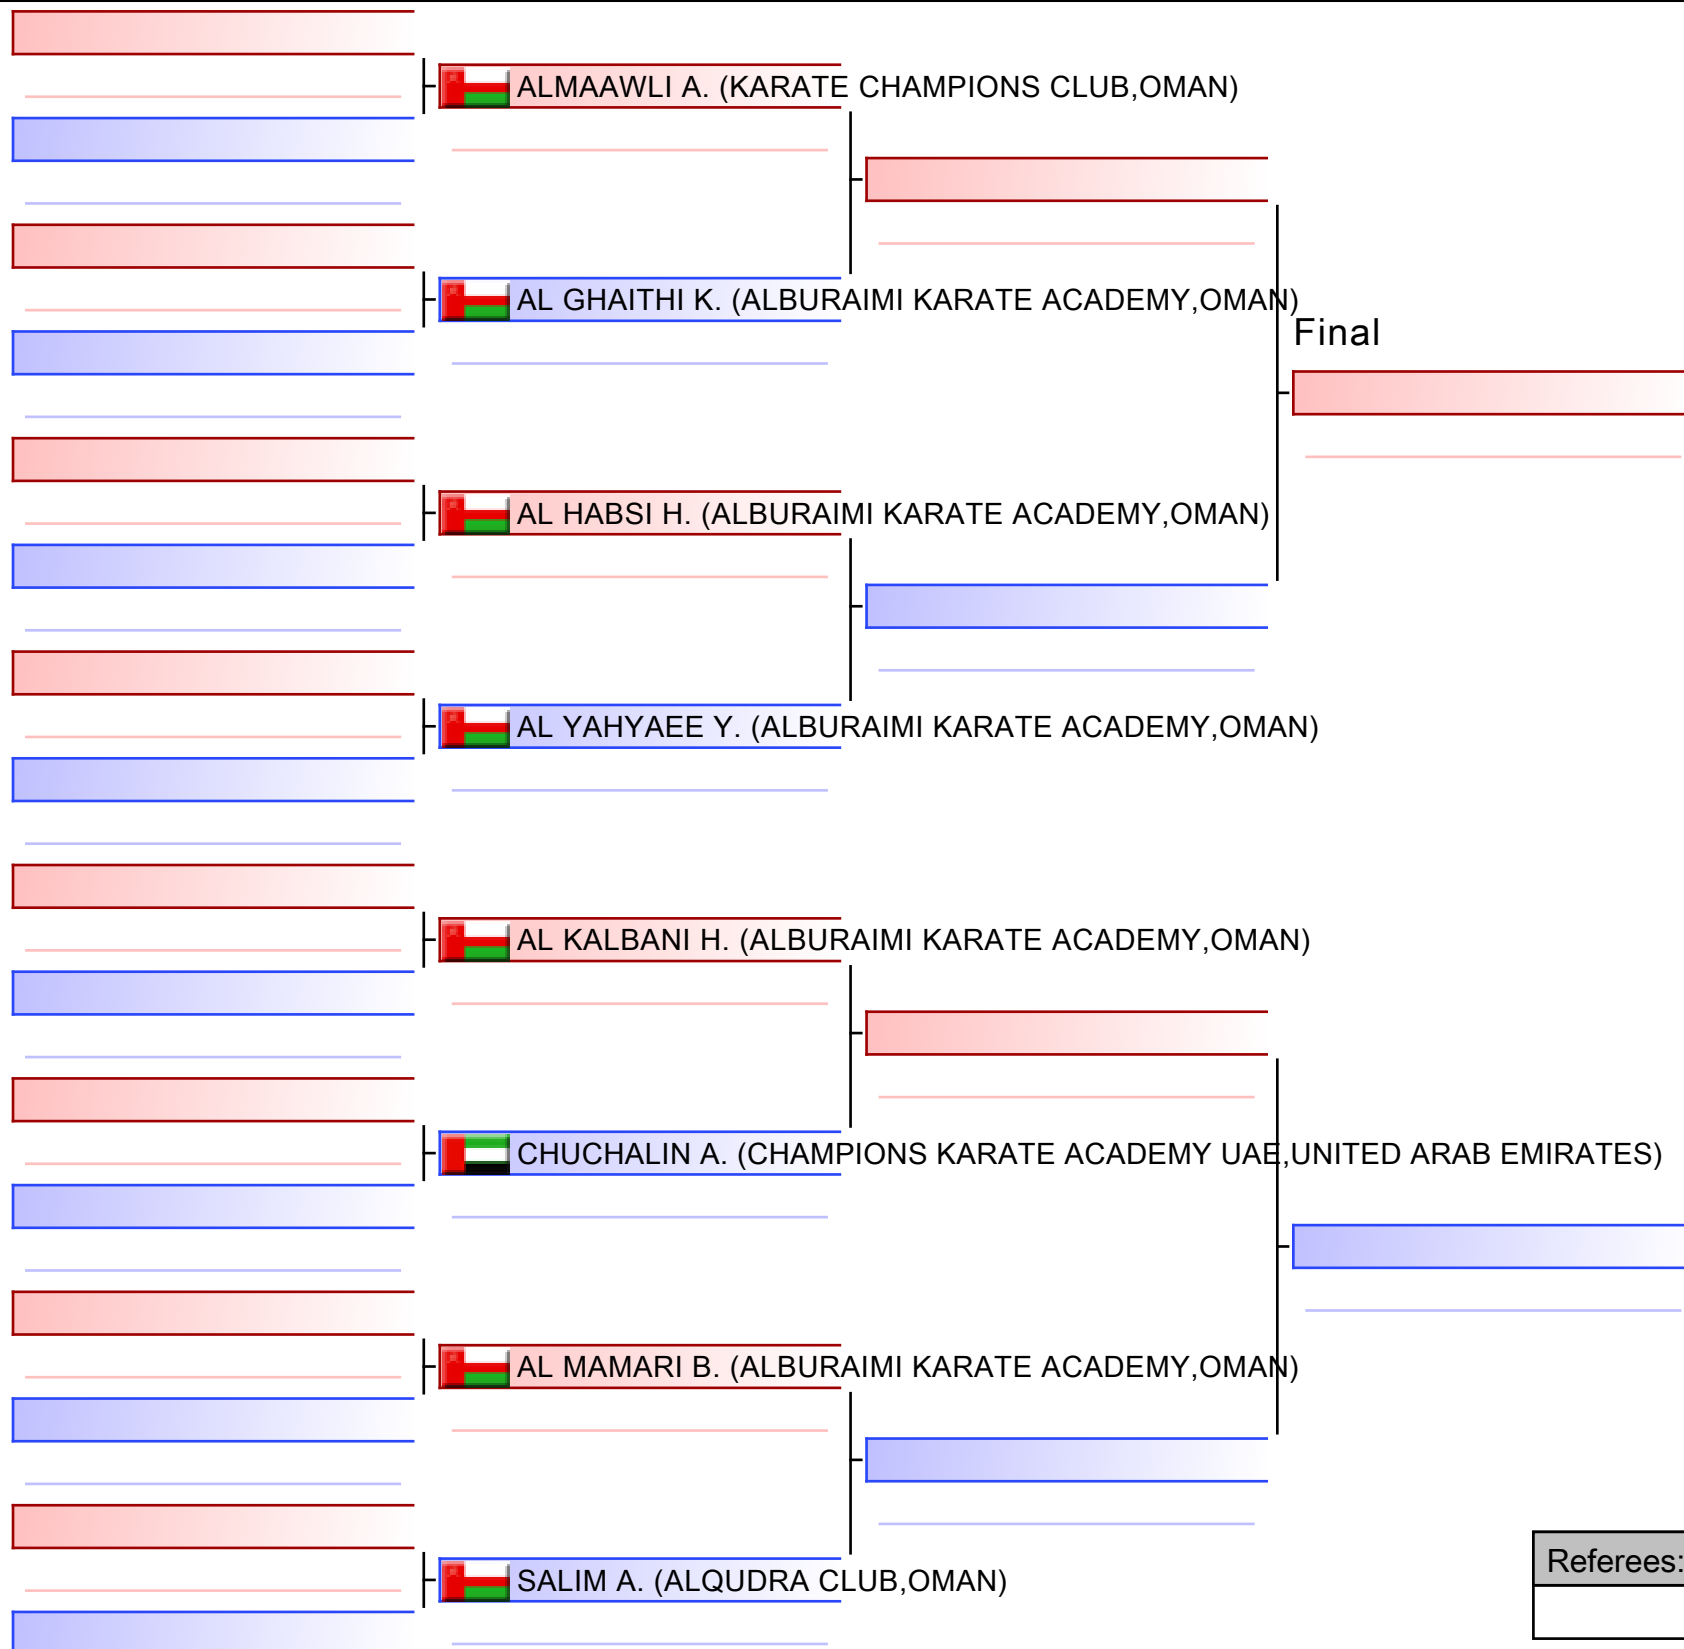 ALMAAWLI A. (KARATE CHAMPIONS CLUB,OMAN)
AL GHAITHI K. (ALBURAIMI KARATE ACADEMY,OMAN)
Final
AL HABSI H. (ALBURAIMI KARATE ACADEMY,OMAN)
AL YAHYAEE Y. (ALBURAIMI KARATE ACADEMY,OMAN)
AL KALBANI H. (ALBURAIMI KARATE ACADEMY,OMAN)
CHUCHALIN A. (CHAMPIONS KARATE ACADEMY UAE,UNITED ARAB EMIRATES)
AL MAMARI B. (ALBURAIMI KARATE ACADEMY,OMAN)
SALIM A. (ALQUDRA CLUB,OMAN)
Referees: